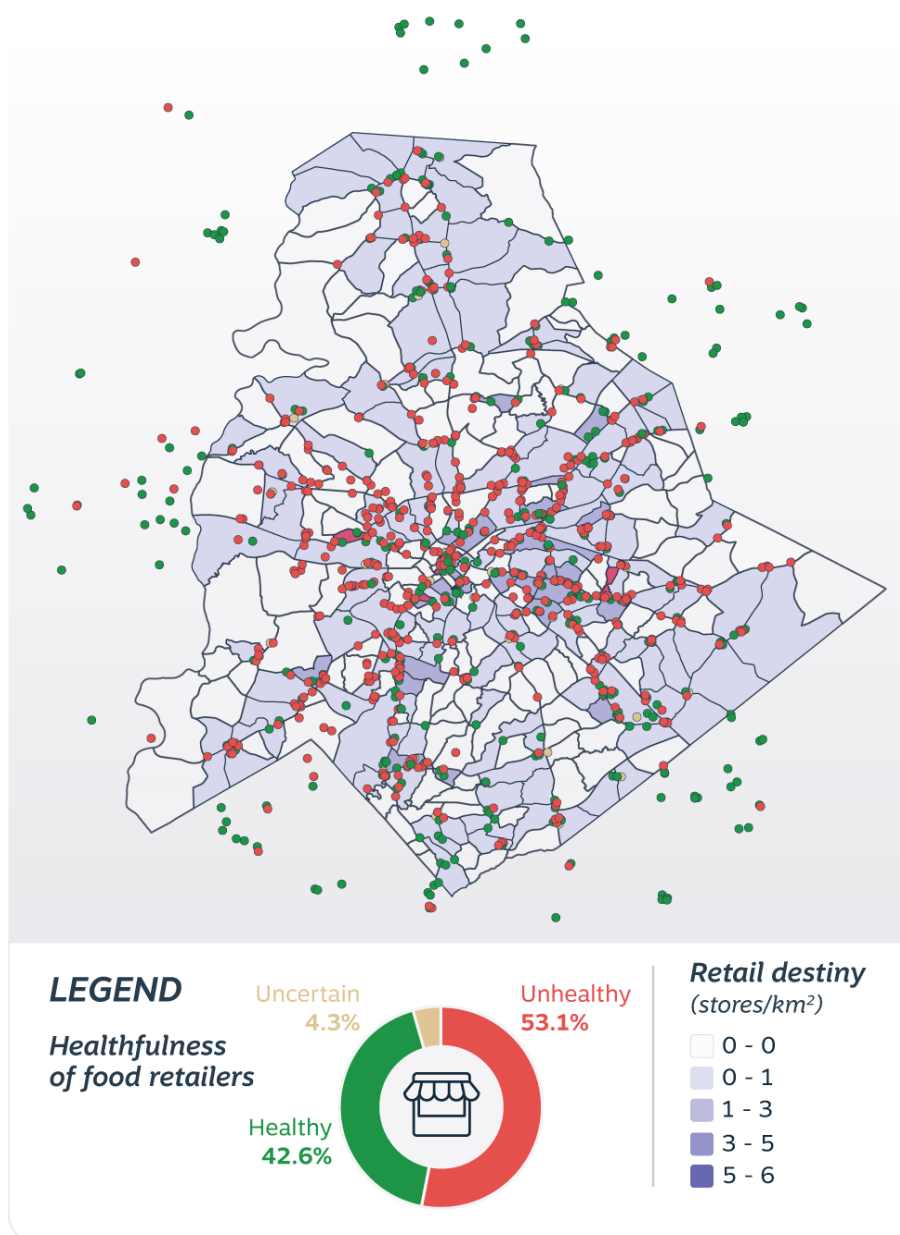 LEGEND
Healthfulness
of food retailers
Uncertain
4.3%
Unhealthy
53.1%
Healthy
42.6%
Retail destiny
(stores/km²)
0 - 0
0 - 1
1 - 3
3 - 5
5 - 6